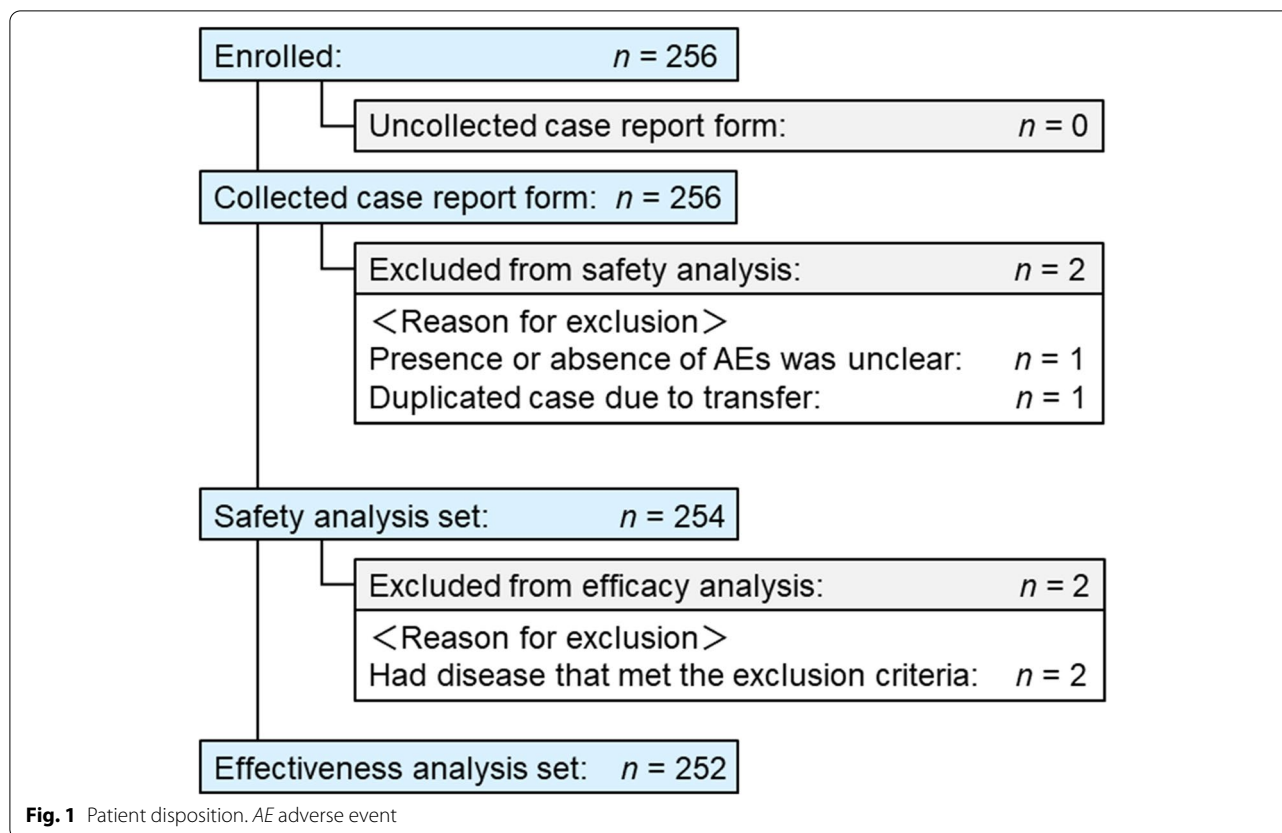 Enrolled: n = 256
Uncollected case report form: n = 0
Collected case report form: n = 256
Excluded from safety analysis: n = 2
＜Reason for exclusion＞
Presence or absence of AEs was unclear: n = 1
Duplicated case due to transfer: n = 1
Safety analysis set: n = 254
Excluded from efficacy analysis: n = 2
＜Reason for exclusion＞
Had disease that met the exclusion criteria: n = 2
Effectiveness analysis set: n = 252
Fig. 1 Patient disposition. AE adverse event